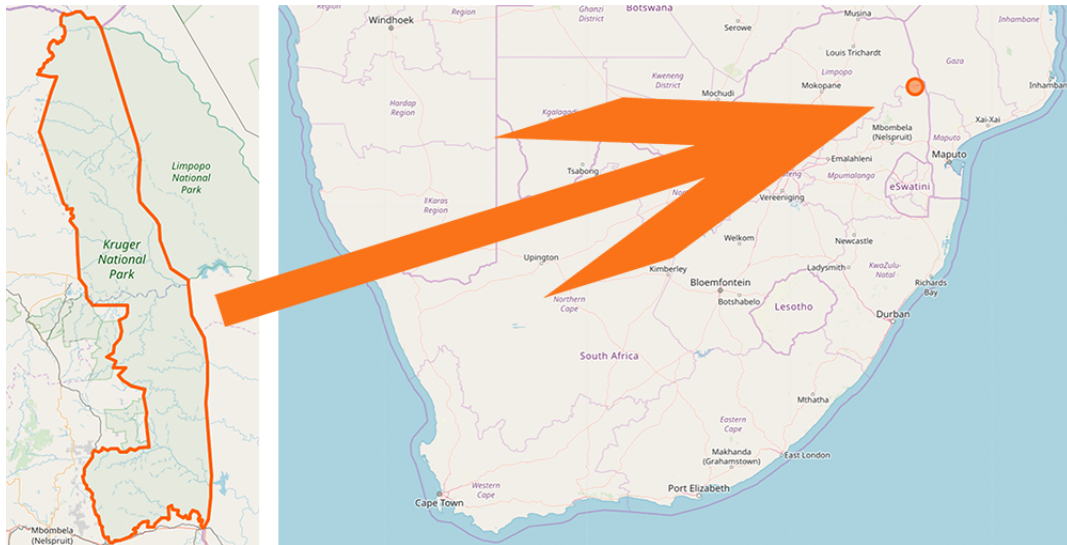 Limpopo
National
Park
Kruger
National
Park
Mbombela
(Nelspruit)
Windhoek
Region
Region
Ghanzi
District
Botswana
Serowe
Musina
Inhambane
Louis Trichardt
Limpopo
Gaza
Hardap
Region
Kweneng
District
Mochudi
Mokopane
Inhambane
Kgalagadi
Xai-Xai
Mbombela
(Nelspruit)
Maputo
Maputo
Tsabong
Emalahleni
Mpumalanga
eSwatini
Vereeniging
ǁKaras
Region
Welkom
Newcastle
Upington
Kimberley
Ladysmith
KwaZulu-
Natal
Bloemfontein
Richards
Bay
Northern
Cape
Botshabelo
Lesotho
Durban
South Africa
Mthatha
Eastern
Cape
Makhanda
(Grahamstown)
East London
Western
Cape
Port Elizabeth
Cape Town